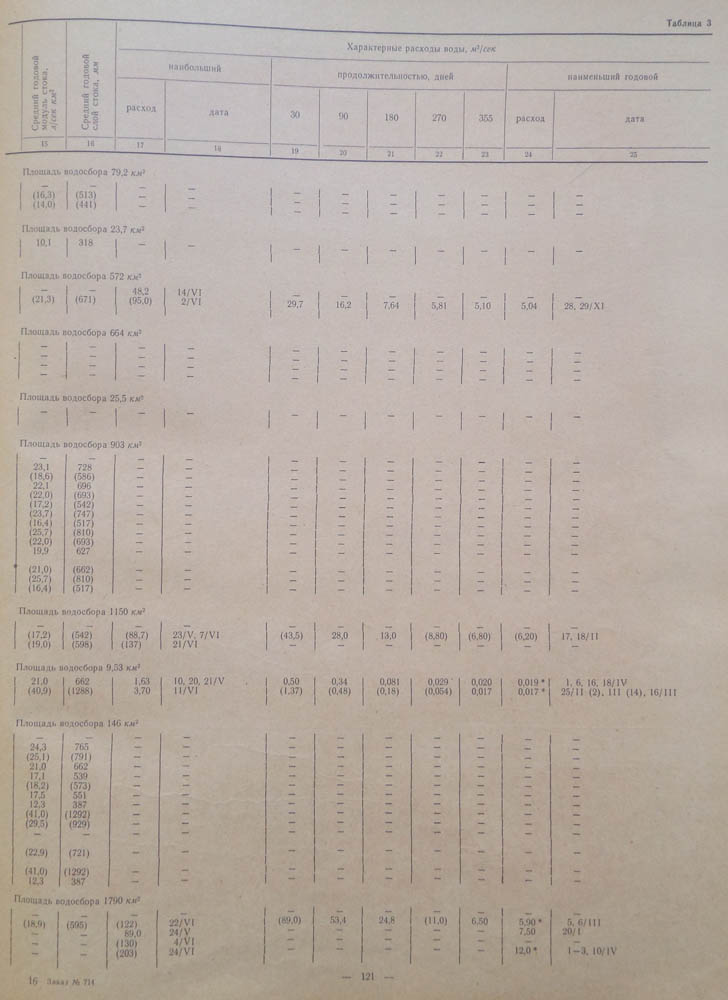 Таблица 3
Средний годовой модуль стока, л/сек км² | Средний годовой слой стока, мм | Характерные расходы воды, м³/сек
наибольший | продолжительностью, дней | наименьший годовой
расход | дата | 30 | 90 | 180 | 270 | 355 | расход | дата
15 | 16 | 17 | 18 | 19 | 20 | 21 | 22 | 23 | 24 | 25
Площадь водосбора 79,2 км²
— | — | — | — | — | — | — | — | — | — | —
(16,3) | (513) | — | — | — | — | — | — | — | — | —
(14,0) | (441) | — | — | — | — | — | — | — | — | —
Площадь водосбора 23,7 км²
10,1 | 318 | — | — | — | — | — | — | — | — | —
Площадь водосбора 572 км²
— | — | 48,2 | 14/VI | — | — | — | — | — | — | —
(21,3) | (671) | (95,0) | 2/VI | 29,7 | 16,2 | 7,64 | 5,81 | 5,10 | 5,04 | 28, 29/XI
Площадь водосбора 664 км²
— | — | — | — | — | — | — | — | — | — | —
— | — | — | — | — | — | — | — | — | — | —
— | — | — | — | — | — | — | — | — | — | —
— | — | — | — | — | — | — | — | — | — | —
Площадь водосбора 25,5 км²
— | — | — | — | — | — | — | — | — | — | —
Площадь водосбора 903 км²
— | — | — | — | — | — | — | — | — | — | —
23,1 | 728 | — | — | — | — | — | — | — | — | —
(18,6) | (586) | — | — | — | — | — | — | — | — | —
22,1 | 696 | — | — | — | — | — | — | — | — | —
(22,0) | (693) | — | — | — | — | — | — | — | — | —
(17,2) | (542) | — | — | — | — | — | — | — | — | —
(23,7) | (747) | — | — | — | — | — | — | — | — | —
(16,4) | (517) | — | — | — | — | — | — | — | — | —
(25,7) | (810) | — | — | — | — | — | — | — | — | —
(22,0) | (693) | — | — | — | — | — | — | — | — | —
19,9 | 627 | — | — | — | — | — | — | — | — | —
(21,0) | (662) | — | — | — | — | — | — | — | — | —
(25,7) | (810) | — | — | — | — | — | — | — | — | —
(16,4) | (517) | — | — | — | — | — | — | — | — | —
Площадь водосбора 1150 км²
— | — | — | — | — | — | — | — | — | — | —
(17,2) | (542) | (88,7) | 23/V, 7/VI | (43,5) | 28,0 | 13,0 | (8,80) | (6,80) | (6,20) | 17, 18/II
(19,0) | (598) | (137) | 21/VI | — | — | — | — | — | — | —
Площадь водосбора 9,53 км²
21,0 | 662 | 1,63 | 10, 20, 21/V | 0,50 | 0,34 | 0,081 | 0,029 | 0,020 | 0,019 * | 1, 6, 16, 18/IV
(40,9) | (1288) | 3,70 | 11/VI | (1,37) | (0,48) | (0,18) | (0,054) | 0,017 | 0,017 * | 25/II (2), III (14), 16/III
Площадь водосбора 146 км²
— | — | — | — | — | — | — | — | — | — | —
24,3 | 765 | — | — | — | — | — | — | — | — | —
(25,1) | (791) | — | — | — | — | — | — | — | — | —
21,0 | 662 | — | — | — | — | — | — | — | — | —
17,1 | 539 | — | — | — | — | — | — | — | — | —
(18,2) | (573) | — | — | — | — | — | — | — | — | —
17,5 | 551 | — | — | — | — | — | — | — | — | —
12,3 | 387 | — | — | — | — | — | — | — | — | —
(41,0) | (1292) | — | — | — | — | — | — | — | — | —
(29,5) | (929) | — | — | — | — | — | — | — | — | —
— | — | — | — | — | — | — | — | — | — | —
(22,9) | (721) | — | — | — | — | — | — | — | — | —
(41,0) | (1292) | — | — | — | — | — | — | — | — | —
12,3 | 387 | — | — | — | — | — | — | — | — | —
Площадь водосбора 1790 км²
— | — | — | — | — | — | — | — | — | — | —
(18,9) | (595) | (122) | 22/VI | (89,0) | 53,4 | 24,8 | (11,0) | 6,50 | 5,90 * | 5, 6/III
— | — | 89,0 | 24/V | — | — | — | — | — | 7,50 | 20/I
— | — | (130) | 4/VI | — | — | — | — | — | — | —
— | — | (203) | 24/VI | — | — | — | — | — | 12,0 * | 1—3, 10/IV
16 Заказ № 714
— 121 —